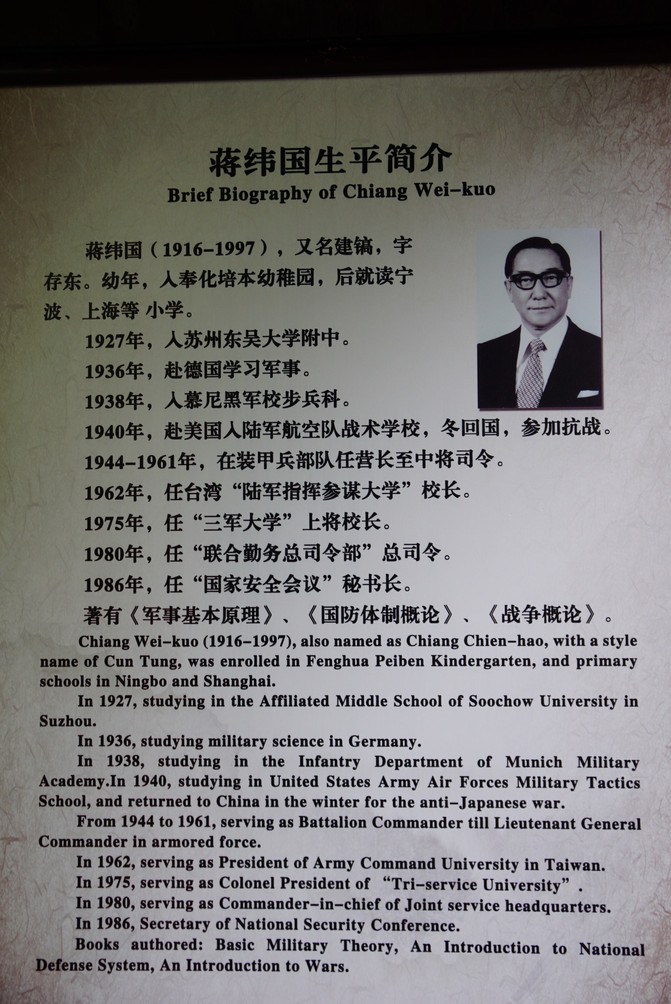 蒋纬国生平简介
Brief Biography of Chiang Wei-kuo
蒋纬国（1916-1997），又名建镐，字
存东。幼年，入奉化培本幼稚园，后就读宁
波、上海等 小学。
1927年，入苏州东吴大学附中。
1936年，赴德国学习军事。
1938年，入慕尼黑军校步兵科。
1940年，赴美国入陆军航空队战术学校，冬回国，参加抗战。
1944-1961年，在装甲兵部队任营长至中将司令。
1962年，任台湾“陆军指挥参谋大学”校长。
1975年，任“三军大学”上将校长。
1980年，任“联合勤务总司令部”总司令。
1986年，任“国家安全会议”秘书长。
著有《军事基本原理》、《国防体制概论》、《战争概论》。
Chiang Wei-kuo (1916-1997), also named as Chiang Chien-hao, with a style
name of Cun Tung, was enrolled in Fenghua Peiben Kindergarten, and primary
schools in Ningbo and Shanghai.
In 1927, studying in the Affiliated Middle School of Soochow University in
Suzhou.
In 1936, studying military science in Germany.
In 1938, studying in the Infantry Department of Munich Military
Academy.In 1940, studying in United States Army Air Forces Military Tactics
School, and returned to China in the winter for the anti-Japanese war.
From 1944 to 1961, serving as Battalion Commander till Lieutenant General
Commander in armored force.
In 1962, serving as President of Army Command University in Taiwan.
In 1975, serving as Colonel President of “Tri-service University”.
In 1980, serving as Commander-in-chief of Joint service headquarters.
In 1986, Secretary of National Security Conference.
Books authored: Basic Military Theory, An Introduction to National
Defense System, An Introduction to Wars.